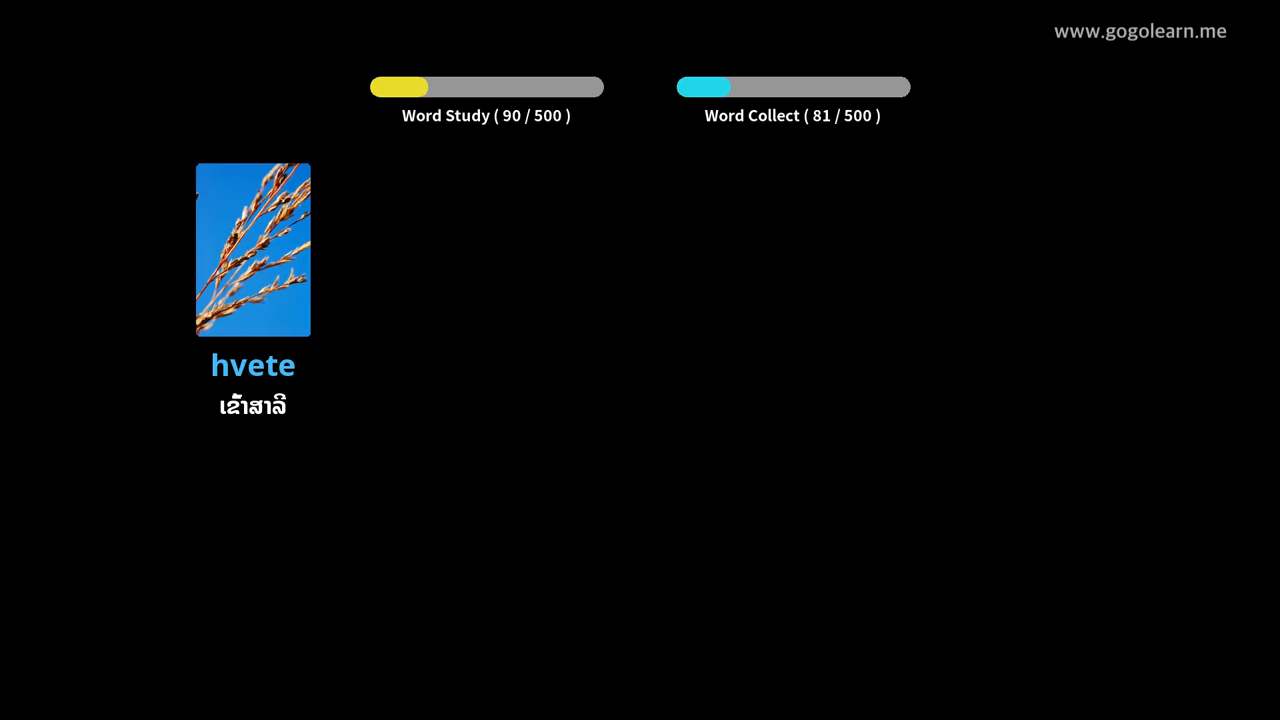 www.gogolearn.me
Word Study ( 90 / 500 )
Word Collect ( 81 / 500 )
hvete
ເຂົ້າສາລີ